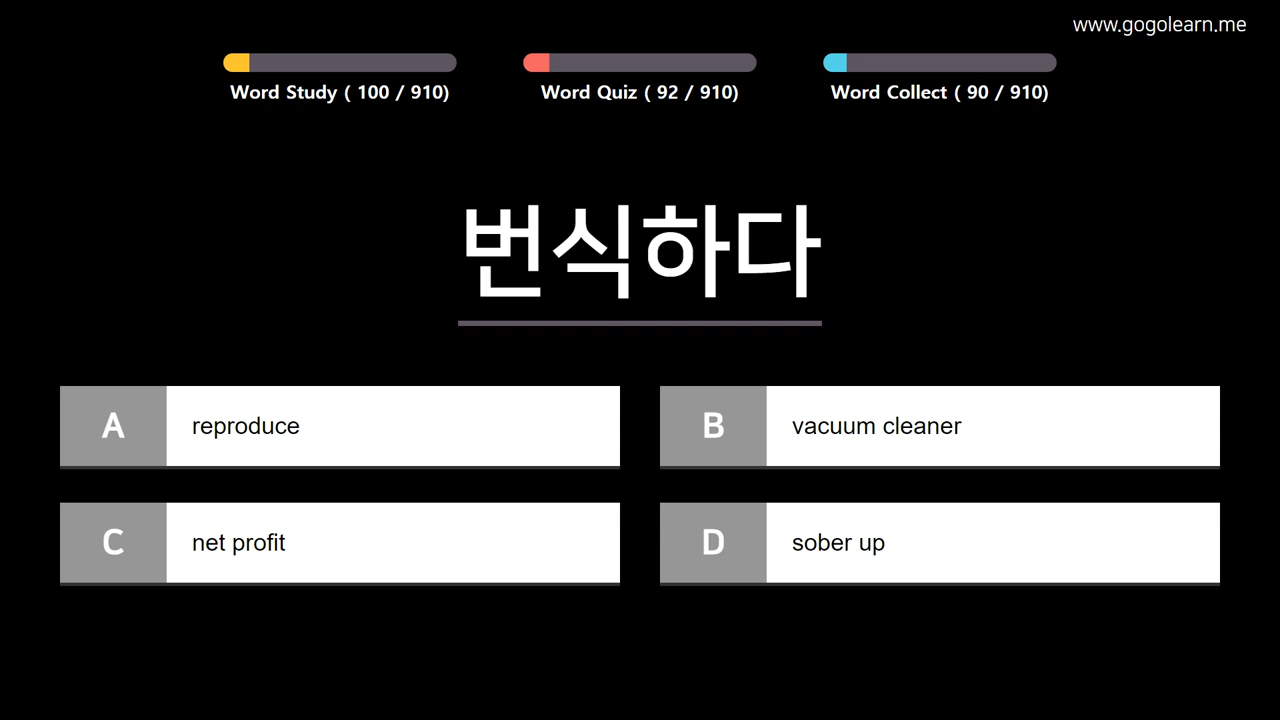 www.gogolearn.me
Word Study ( 100 / 910)
Word Quiz ( 92 / 910)
Word Collect ( 90 / 910)
번식하다
A reproduce
B vacuum cleaner
C net profit
D sober up